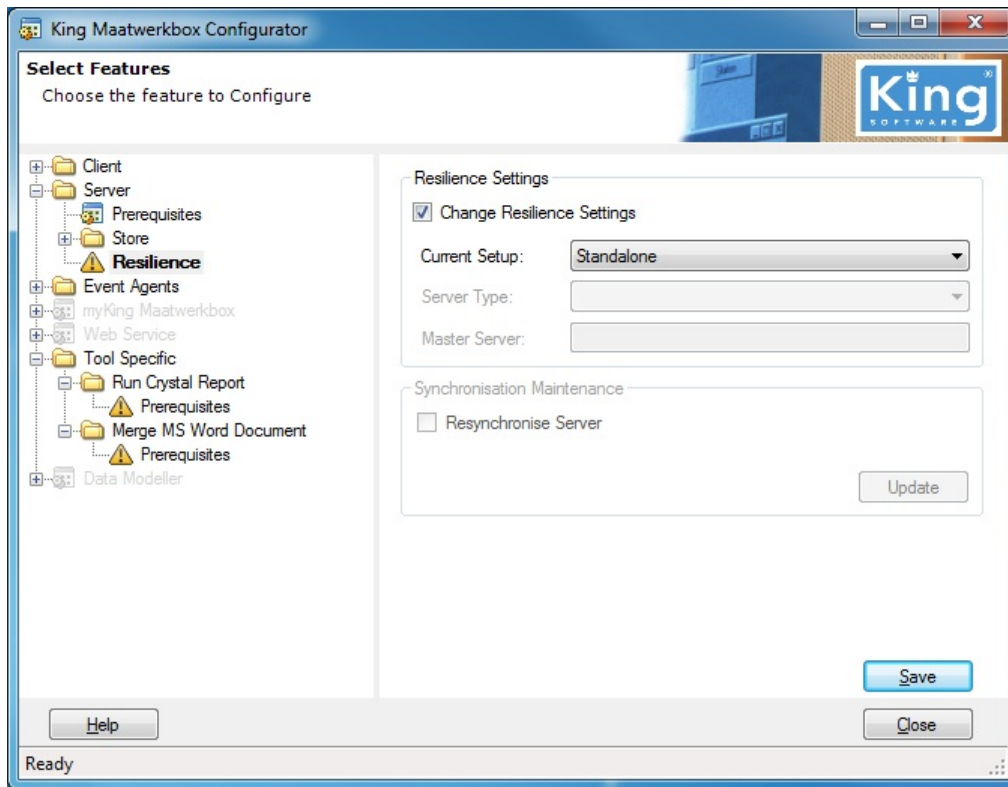 King Maatwerkbox Configurator
Select Features
Choose the feature to Configure
King
SOFTWARE
Client
Server
Prerequisites
Store
Resilience
Event Agents
myKing Maatwerkbox
Web Service
Tool Specific
Run Crystal Report
Prerequisites
Merge MS Word Document
Prerequisites
Data Modeller
Resilience Settings
Change Resilience Settings
Current Setup: Standalone
Server Type:
Master Server:
Synchronisation Maintenance
Resynchronise Server
Update
Save
Help Close
Ready